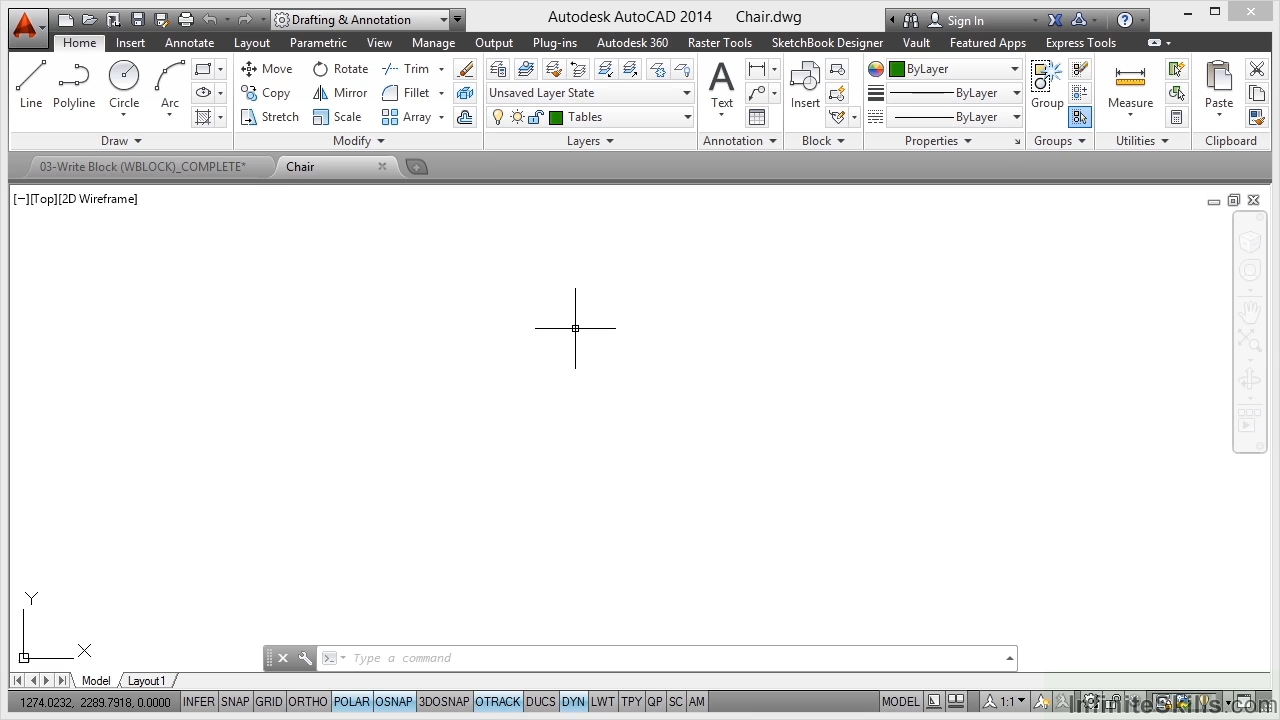 Drafting & Annotation
Autodesk AutoCAD 2014 Chair.dwg
Sign In
Home Insert Annotate Layout Parametric View Manage Output Plug-ins Autodesk 360 Raster Tools SketchBook Designer Vault Featured Apps Express Tools
Line Polyline Circle Arc
Move Rotate Trim
Copy Mirror Fillet
Stretch Scale Array
Unsaved Layer State
Tables
Text
Insert
ByLayer
ByLayer
ByLayer
Group
Measure
Paste
Draw Modify Layers Annotation Block Properties Groups Utilities Clipboard
03-Write Block (WBLOCK)_COMPLETE* Chair
[−][Top][2D Wireframe]
Y
X
Type a command
Model Layout1
1274.0232, 2289.7918, 0.0000 INFER SNAP GRID ORTHO POLAR OSNAP 3DOSNAP OTRACK DUCS DYN LWT TPY QP SC AM MODEL 1:1
InfiniteSkills.com